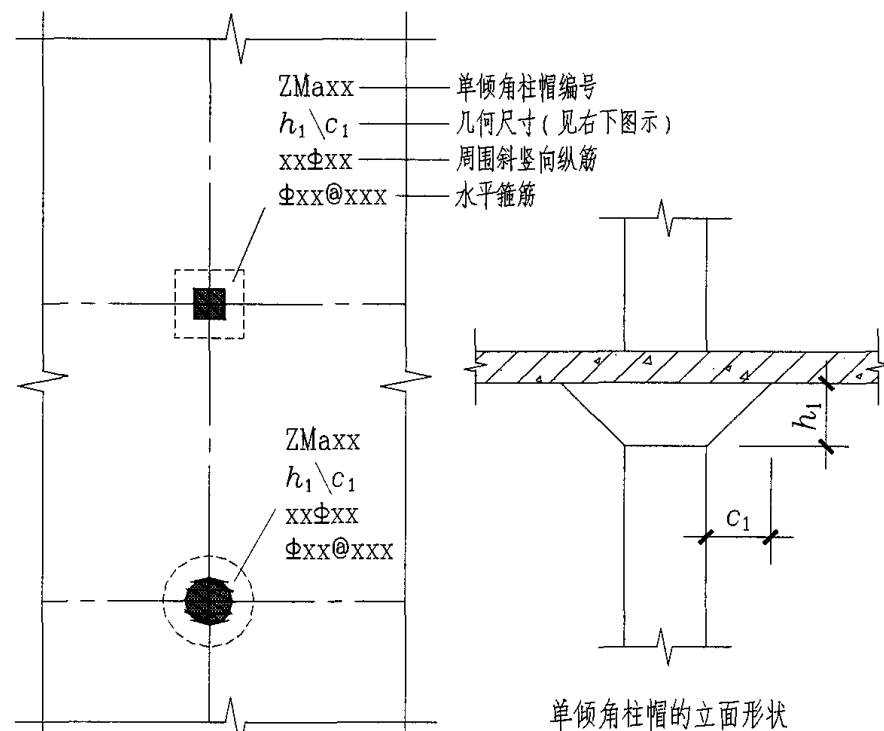 ZMaxx 单倾角柱帽编号
h₁\c₁ 几何尺寸(见右下图示)
xxΦxx 周围斜竖向纵筋
Φxx@xxx 水平箍筋
ZMaxx
h₁\c₁
xxΦxx
Φxx@xxx
h₁
c₁
单倾角柱帽的立面形状